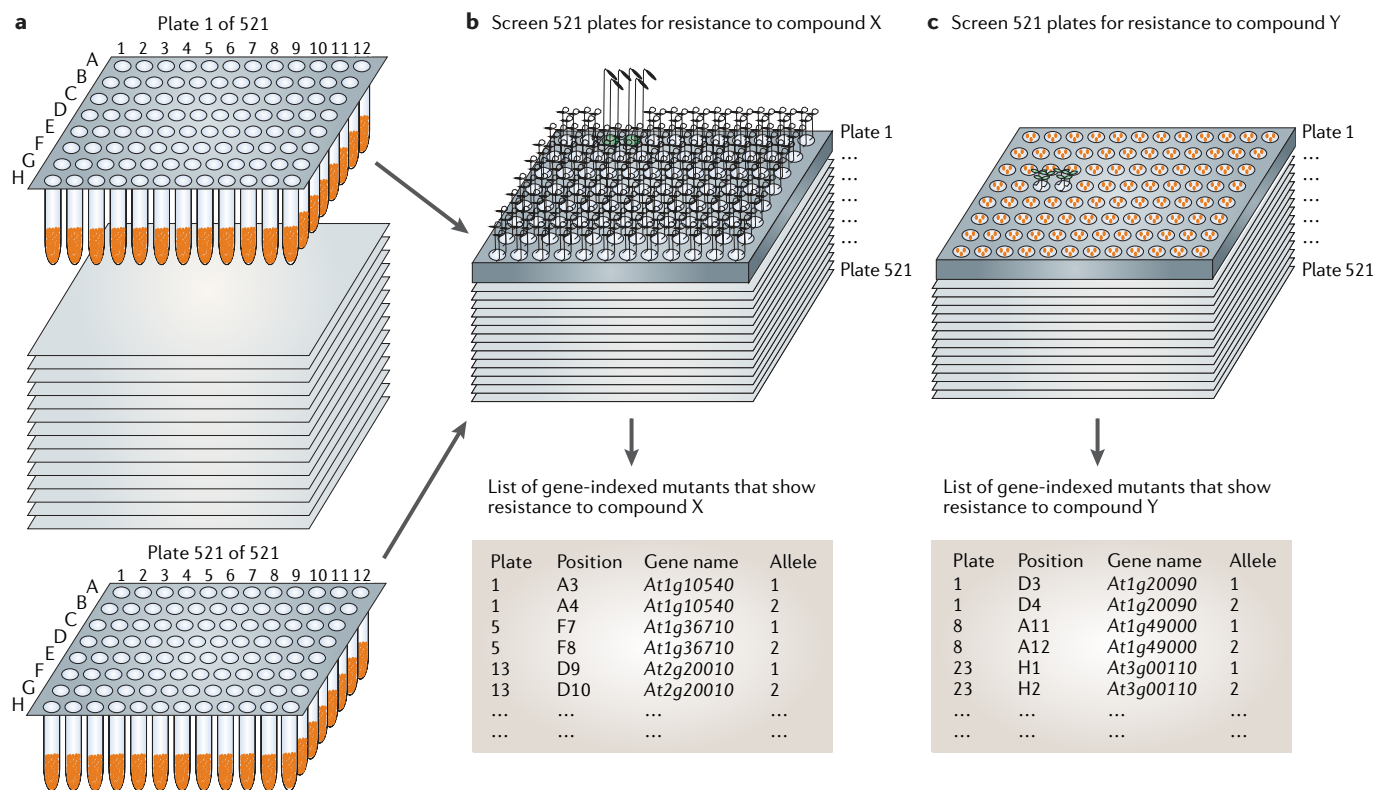 a
Plate 1 of 521
1 2 3 4 5 6 7 8 9 10 11 12
A
B
C
D
E
F
G
H
Plate 521 of 521
1 2 3 4 5 6 7 8 9 10 11 12
A
B
C
D
E
F
G
H
b Screen 521 plates for resistance to compound X
Plate 1
...
...
...
...
...
Plate 521
List of gene-indexed mutants that show
resistance to compound X
Plate Position Gene name Allele
1 A3 At1g10540 1
1 A4 At1g10540 2
5 F7 At1g36710 1
5 F8 At1g36710 2
13 D9 At2g20010 1
13 D10 At2g20010 2
... ... ... ...
... ... ... ...
c Screen 521 plates for resistance to compound Y
Plate 1
...
...
...
...
...
Plate 521
List of gene-indexed mutants that show
resistance to compound Y
Plate Position Gene name Allele
1 D3 At1g20090 1
1 D4 At1g20090 2
8 A11 At1g49000 1
8 A12 At1g49000 2
23 H1 At3g00110 1
23 H2 At3g00110 2
... ... ... ...
... ... ... ...